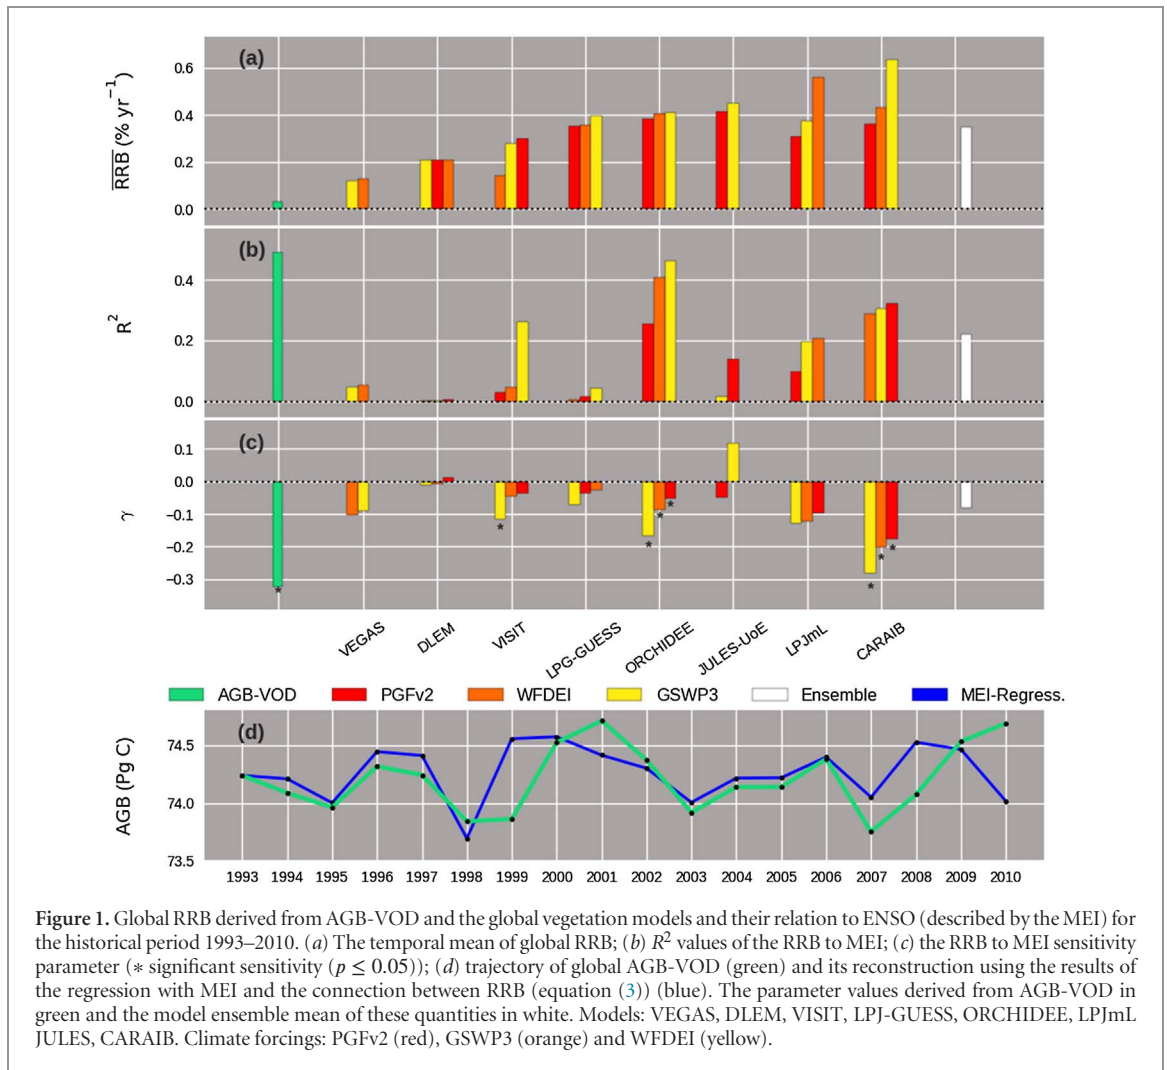 (a)
0.6
0.4
0.2
0.0
RRB (% yr⁻¹)
(b)
0.4
0.2
0.0
R²
(c)
0.1
0.0
−0.1
−0.2
−0.3
γ
* * * * * * * *
VEGAS DLEM VISIT LPG-GUESS ORCHIDEE JULES-UoE LPJmL CARAIB
AGB-VOD PGFv2 WFDEI GSWP3 Ensemble MEI-Regress.
(d)
74.5
74.0
73.5
AGB (Pg C)
1993 1994 1995 1996 1997 1998 1999 2000 2001 2002 2003 2004 2005 2006 2007 2008 2009 2010
Figure 1. Global RRB derived from AGB-VOD and the global vegetation models and their relation to ENSO (described by the MEI) for
the historical period 1993–2010. (a) The temporal mean of global RRB; (b) R² values of the RRB to MEI; (c) the RRB to MEI sensitivity
parameter (∗ significant sensitivity (p ≤ 0.05)); (d) trajectory of global AGB-VOD (green) and its reconstruction using the results of
the regression with MEI and the connection between RRB (equation (3)) (blue). The parameter values derived from AGB-VOD in
green and the model ensemble mean of these quantities in white. Models: VEGAS, DLEM, VISIT, LPJ-GUESS, ORCHIDEE, LPJmL
JULES, CARAIB. Climate forcings: PGFv2 (red), GSWP3 (orange) and WFDEI (yellow).